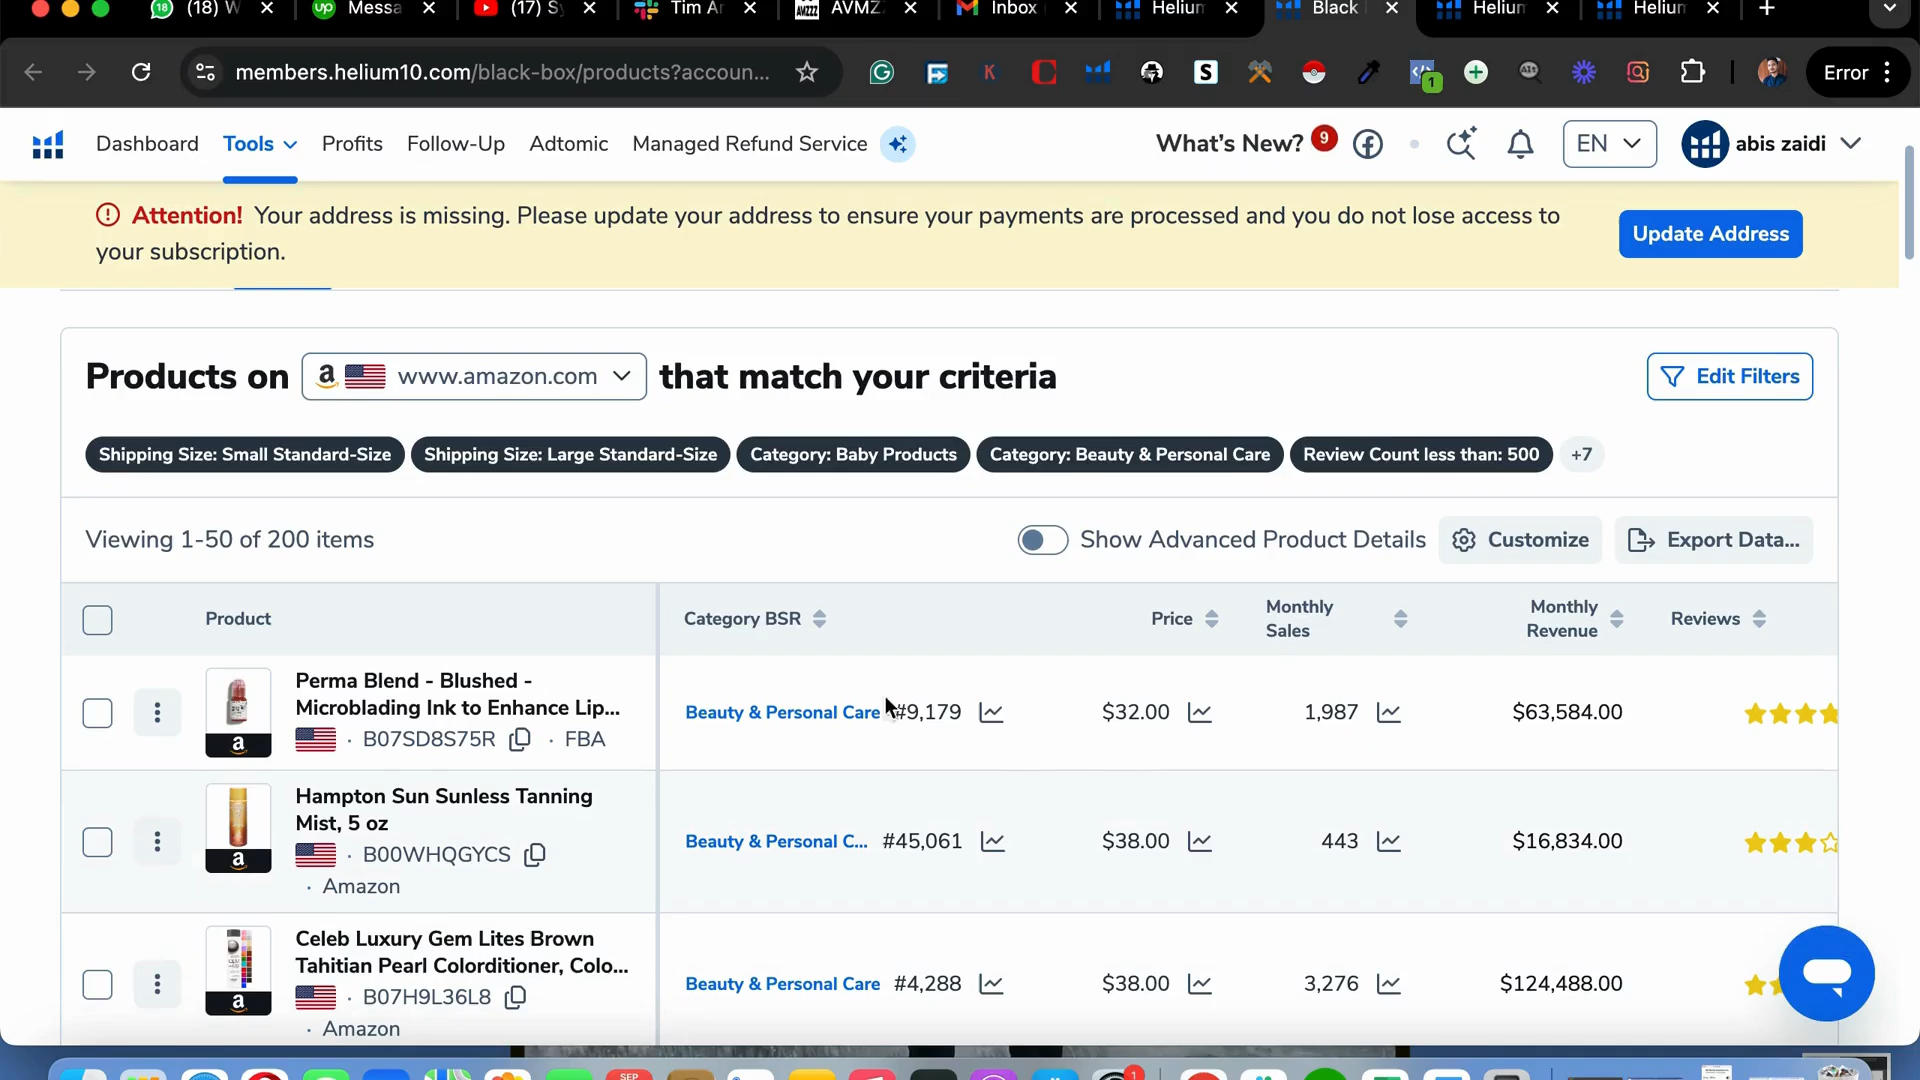 (18) W
Messa
(17) S
Tim Ar
AVMZ
Inbox
Helium
Black
Helium
Helium
members.helium10.com/black-box/products?accoun...
Error
Dashboard
Tools
Profits
Follow-Up
Adtomic
Managed Refund Service
What's New? 9
EN
abis zaidi
Attention! Your address is missing. Please update your address to ensure your payments are processed and you do not lose access to
your subscription.
Update Address
Products on
www.amazon.com
that match your criteria
Edit Filters
Shipping Size: Small Standard-Size
Shipping Size: Large Standard-Size
Category: Baby Products
Category: Beauty & Personal Care
Review Count less than: 500
+7
Viewing 1-50 of 200 items
Show Advanced Product Details
Customize
Export Data...
Product
Category BSR
Price
Monthly
Sales
Monthly
Revenue
Reviews
Perma Blend - Blushed -
Microblading Ink to Enhance Lip...
· B07SD8S75R · FBA
Beauty & Personal Care #9,179
$32.00
1,987
$63,584.00
Hampton Sun Sunless Tanning
Mist, 5 oz
· B00WHQGYCS
· Amazon
Beauty & Personal C... #45,061
$38.00
443
$16,834.00
Celeb Luxury Gem Lites Brown
Tahitian Pearl Colorditioner, Colo...
· B07H9L36L8
· Amazon
Beauty & Personal Care #4,288
$38.00
3,276
$124,488.00
SEP
1